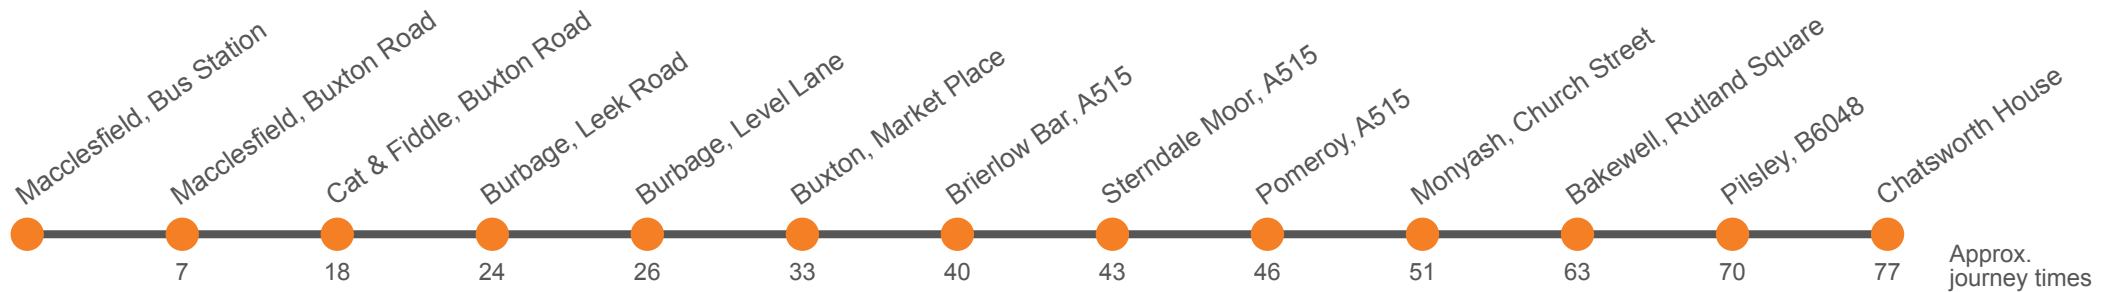 Macclesfield, Bus Station
Macclesfield, Buxton Road
Cat & Fiddle, Buxton Road
Burbage, Leek Road
Burbage, Level Lane
Buxton, Market Place
Brierlow Bar, A515
Sterndale Moor, A515
Pomeroy, A515
Monyash, Church Street
Bakewell, Rutland Square
Pilsley, B6048
Chatsworth House
7 18 24 26 33 40 43 46 51 63 70 77
Approx.
journey times